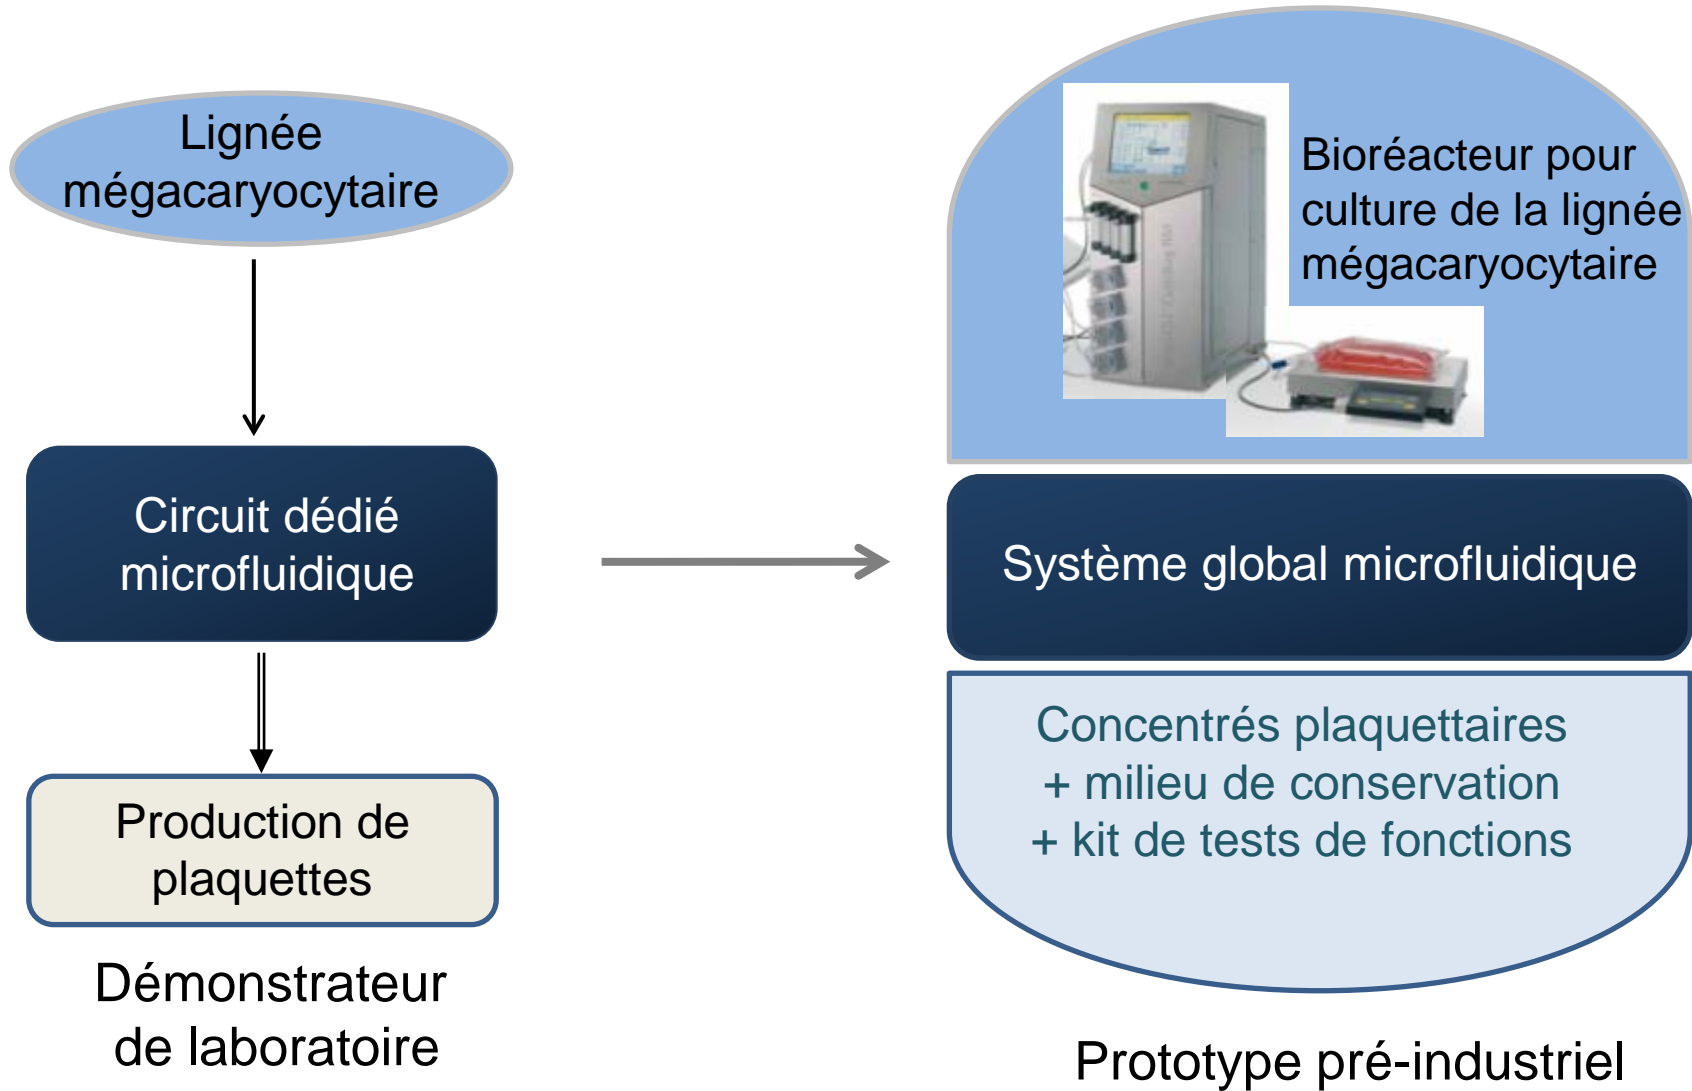 Lignée
mégacaryocytaire
Circuit dédié
microfluidique
Production de
plaquettes
Démonstrateur
de laboratoire
Bioréacteur pour
culture de la lignée
mégacaryocytaire
Système global microfluidique
Concentrés plaquettaires
+ milieu de conservation
+ kit de tests de fonctions
Prototype pré-industriel